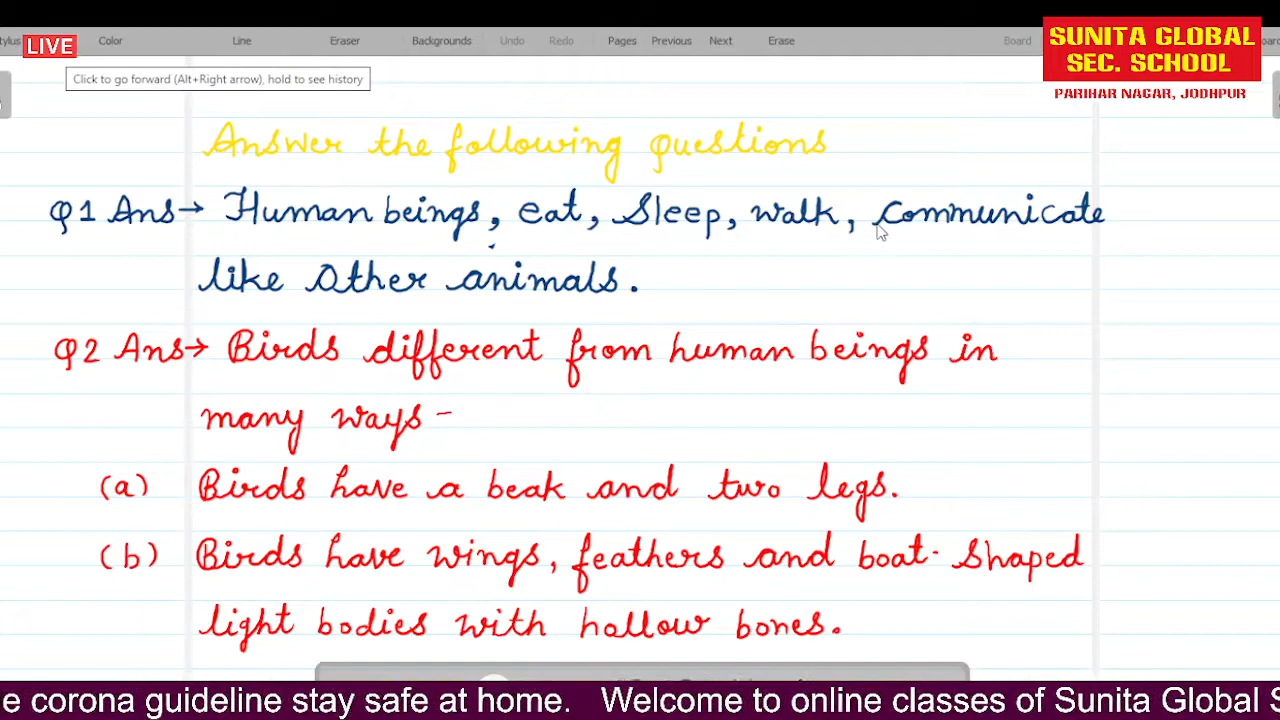 LIVE
Color Line Eraser Backgrounds Undo Redo Pages Previous Next Erase Board
SUNITA GLOBAL
SEC. SCHOOL
PARIHAR NAGAR, JODHPUR
Click to go forward (Alt+Right arrow), hold to see history
Answer the following questions
Q1 Ans → Human beings, eat, Sleep, walk, communicate
like Other animals.
Q2 Ans → Birds different from human beings in
many ways -
(a) Birds have a beak and two legs.
(b) Birds have wings, feathers and boat-shaped
light bodies with hollow bones.
e corona guideline stay safe at home. Welcome to online classes of Sunita Global S